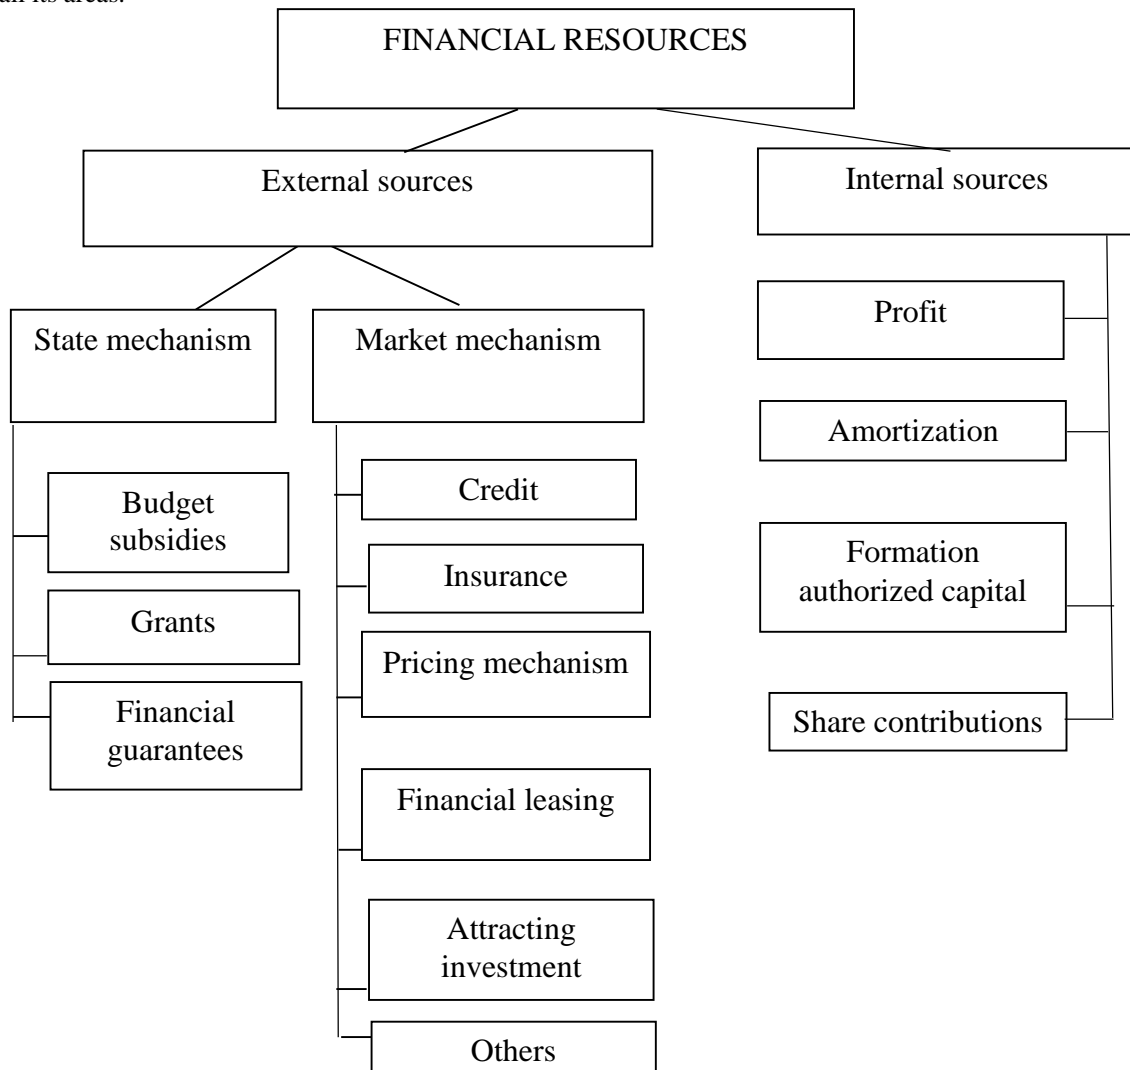 all its areas.
FINANCIAL RESOURCES
External sources
Internal sources
State mechanism
Market mechanism
Profit
Amortization
Formation
authorized capital
Share contributions
Budget
subsidies
Grants
Financial
guarantees
Credit
Insurance
Pricing mechanism
Financial leasing
Attracting
investment
Others